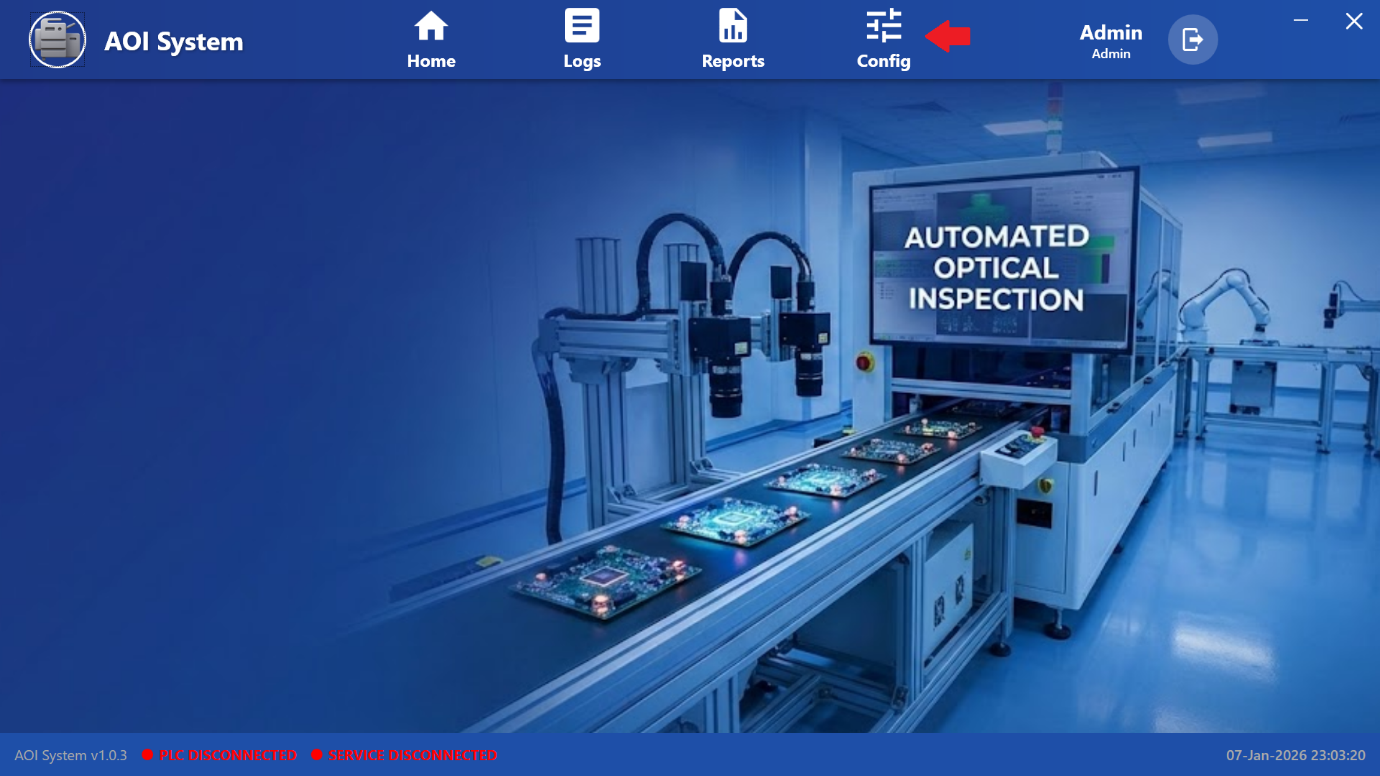 AOI System
Home
Logs
Reports
Config
Admin
Admin
AUTOMATED
OPTICAL
INSPECTION
AOI System v1.0.3
PLC DISCONNECTED
SERVICE DISCONNECTED
07-Jan-2026 23:03:20